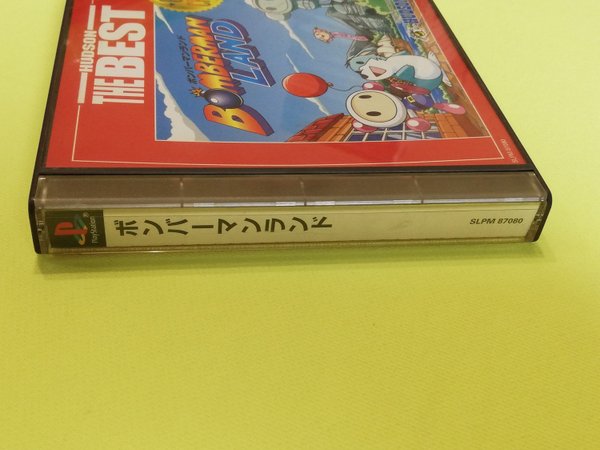 HUDSON
THE BEST
ボンバーマンランド
BOMBERMAN
LAND
PlayStation
ボンバーマンランド
SLPM 87080